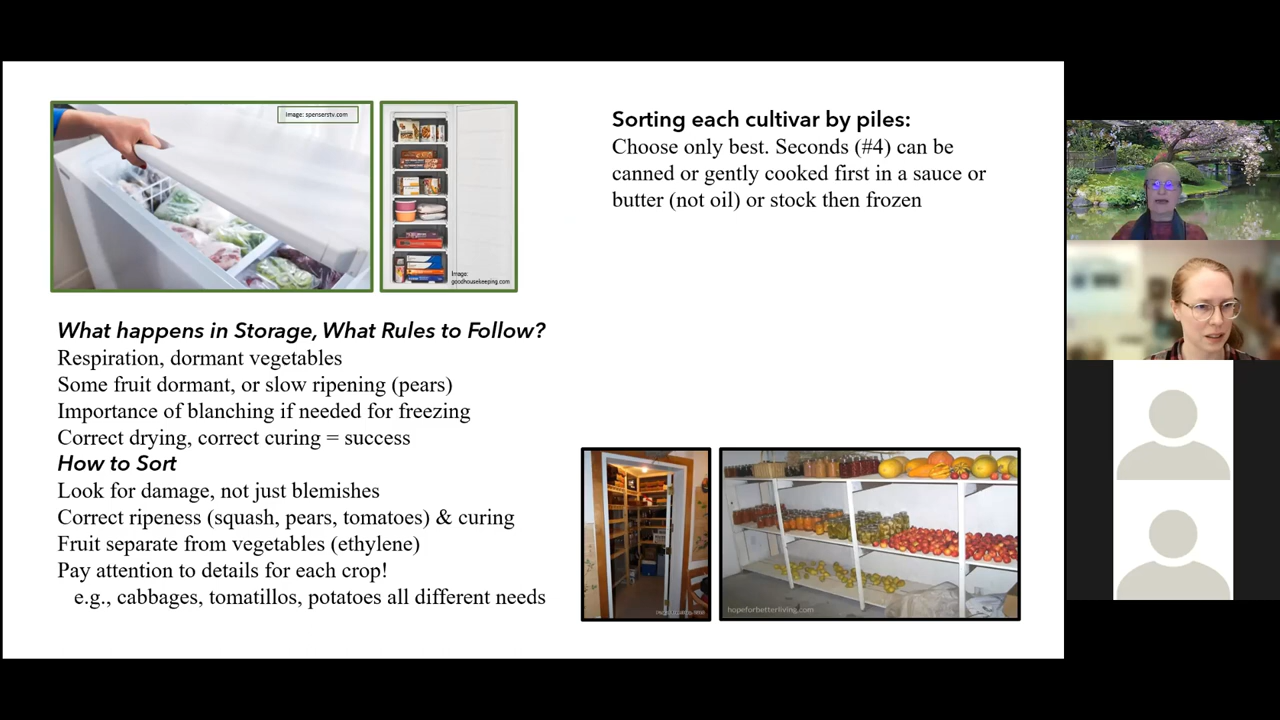 Image: spenserstv.com
Image:
goodhousekeeping.com
What happens in Storage, What Rules to Follow?
Respiration, dormant vegetables
Some fruit dormant, or slow ripening (pears)
Importance of blanching if needed for freezing
Correct drying, correct curing = success
How to Sort
Look for damage, not just blemishes
Correct ripeness (squash, pears, tomatoes) & curing
Fruit separate from vegetables (ethylene)
Pay attention to details for each crop!
e.g., cabbages, tomatillos, potatoes all different needs
Sorting each cultivar by piles:
Choose only best. Seconds (#4) can be
canned or gently cooked first in a sauce or
butter (not oil) or stock then frozen
hopeforbetterliving.com